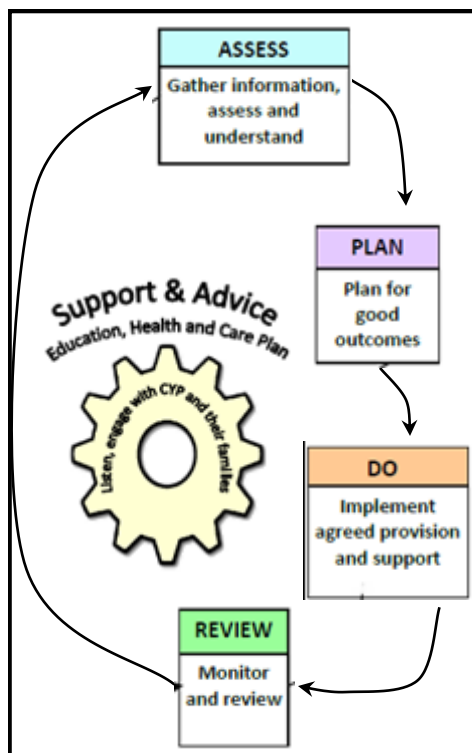 ASSESS
Gather information,
assess and
understand
PLAN
Plan for
good
outcomes
Support & Advice
Education, Health and Care Plan
Listen, engage with CYP and their families
DO
Implement
agreed provision
and support
REVIEW
Monitor
and review